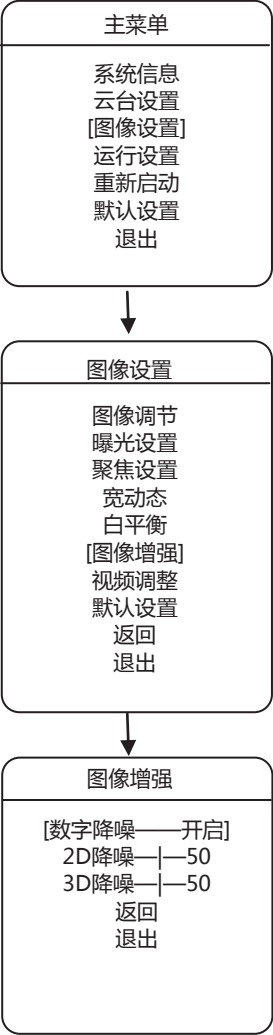 主菜单
系统信息
云台设置
[图像设置]
运行设置
重新启动
默认设置
退出
图像设置
图像调节
曝光设置
聚焦设置
宽动态
白平衡
[图像增强]
视频调整
默认设置
返回
退出
图像增强
[数字降噪——开启]
2D降噪—|—50
3D降噪—|—50
返回
退出